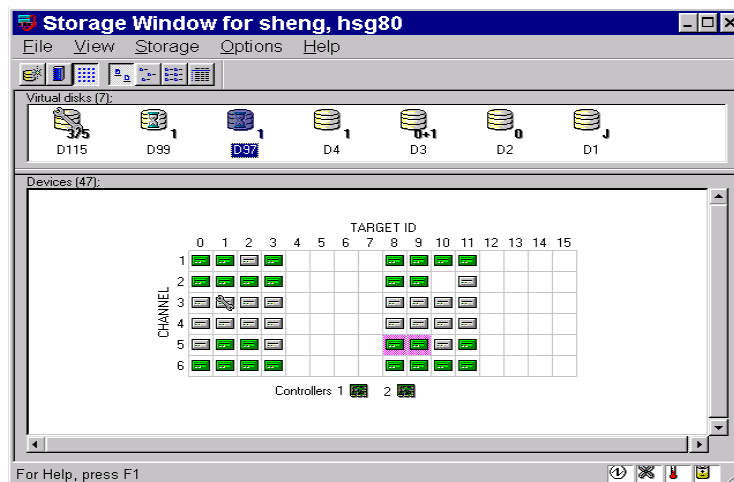 Storage Window for sheng, hsg80
File View Storage Options Help
Virtual disks (7);
3/5 1 1 1 0+1 0 J
D115 D99 D97 D4 D3 D2 D1
Devices (47);
TARGET ID
0 1 2 3 4 5 6 7 8 9 10 11 12 13 14 15
CHANNEL
1
2
3
4
5
6
Controllers 1 2
For Help, press F1